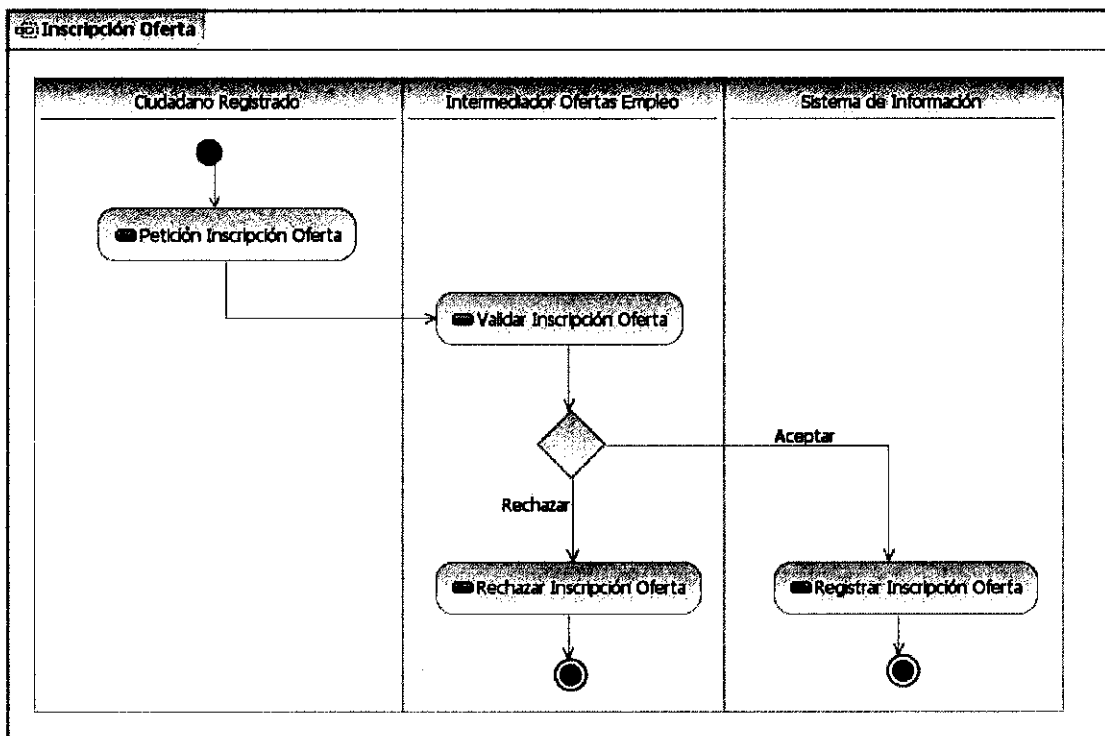 Inscripción Oferta
Ciudadano Registrado
Intermediador Ofertas Empleo
Sistema de Información
Petición Inscripción Oferta
Validar Inscripción Oferta
Aceptar
Rechazar
Rechazar Inscripción Oferta
Registrar Inscripción Oferta